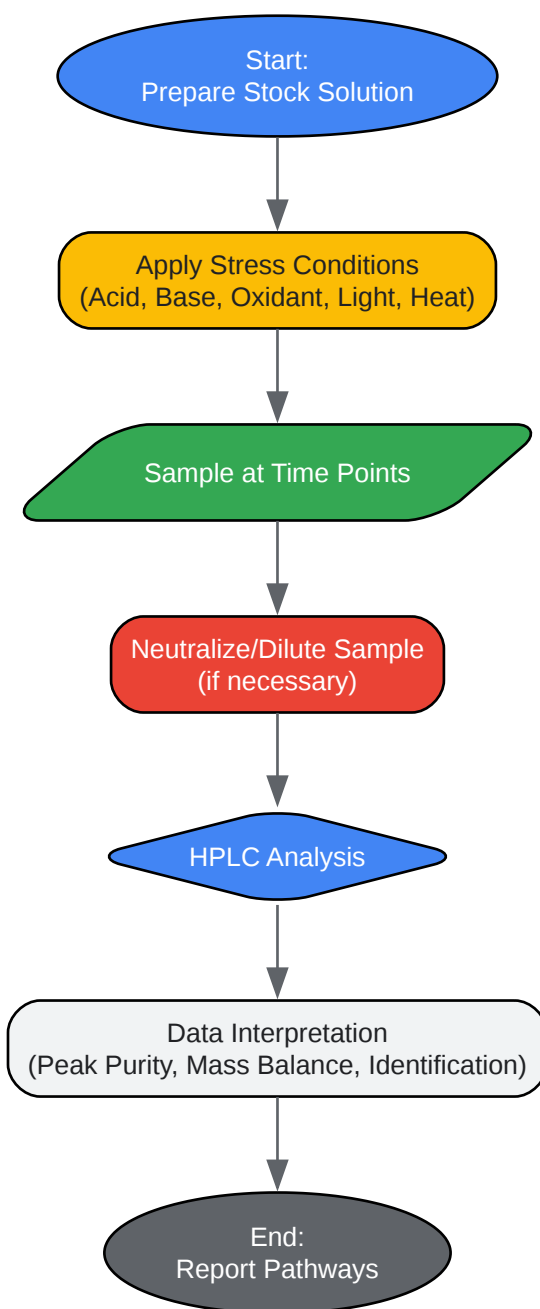 Start:
Prepare Stock Solution
Apply Stress Conditions
(Acid, Base, Oxidant, Light, Heat)
Sample at Time Points
Neutralize/Dilute Sample
(if necessary)
HPLC Analysis
Data Interpretation
(Peak Purity, Mass Balance, Identification)
End:
Report Pathways